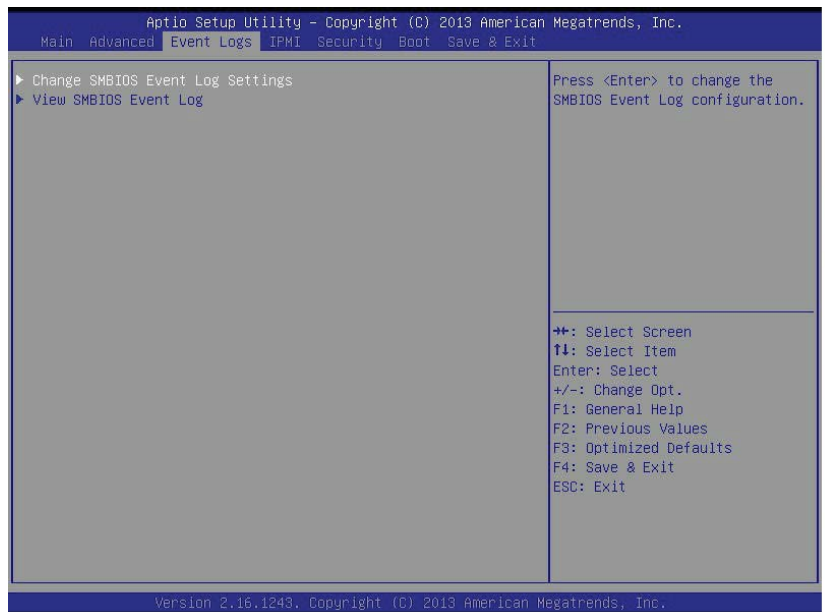 Aptio Setup Utility – Copyright (C) 2013 American Megatrends, Inc.
Main Advanced Event Logs IPMI Security Boot Save & Exit
▶ Change SMBIOS Event Log Settings
▶ View SMBIOS Event Log
Press <Enter> to change the
SMBIOS Event Log configuration.
→←: Select Screen
↑↓: Select Item
Enter: Select
+/-: Change Opt.
F1: General Help
F2: Previous Values
F3: Optimized Defaults
F4: Save & Exit
ESC: Exit
Version 2.16.1243. Copyright (C) 2013 American Megatrends, Inc.